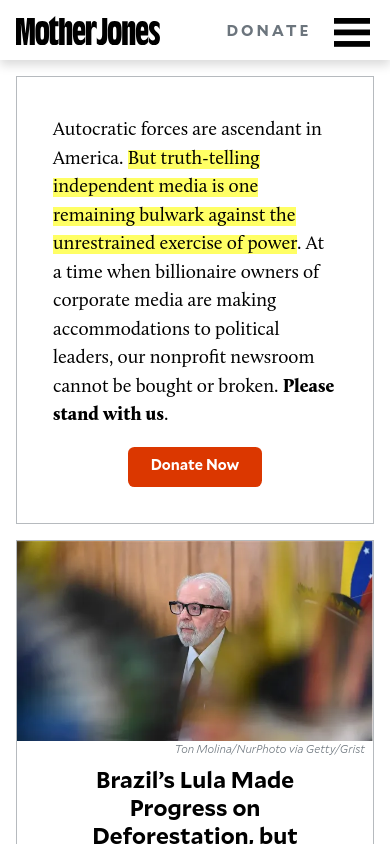 Mother Jones
DONATE
Autocratic forces are ascendant in
America. But truth-telling
independent media is one
remaining bulwark against the
unrestrained exercise of power. At
a time when billionaire owners of
corporate media are making
accommodations to political
leaders, our nonprofit newsroom
cannot be bought or broken. Please
stand with us.
Donate Now
Ton Molina/NurPhoto via Getty/Grist
Brazil’s Lula Made
Progress on
Deforestation, but